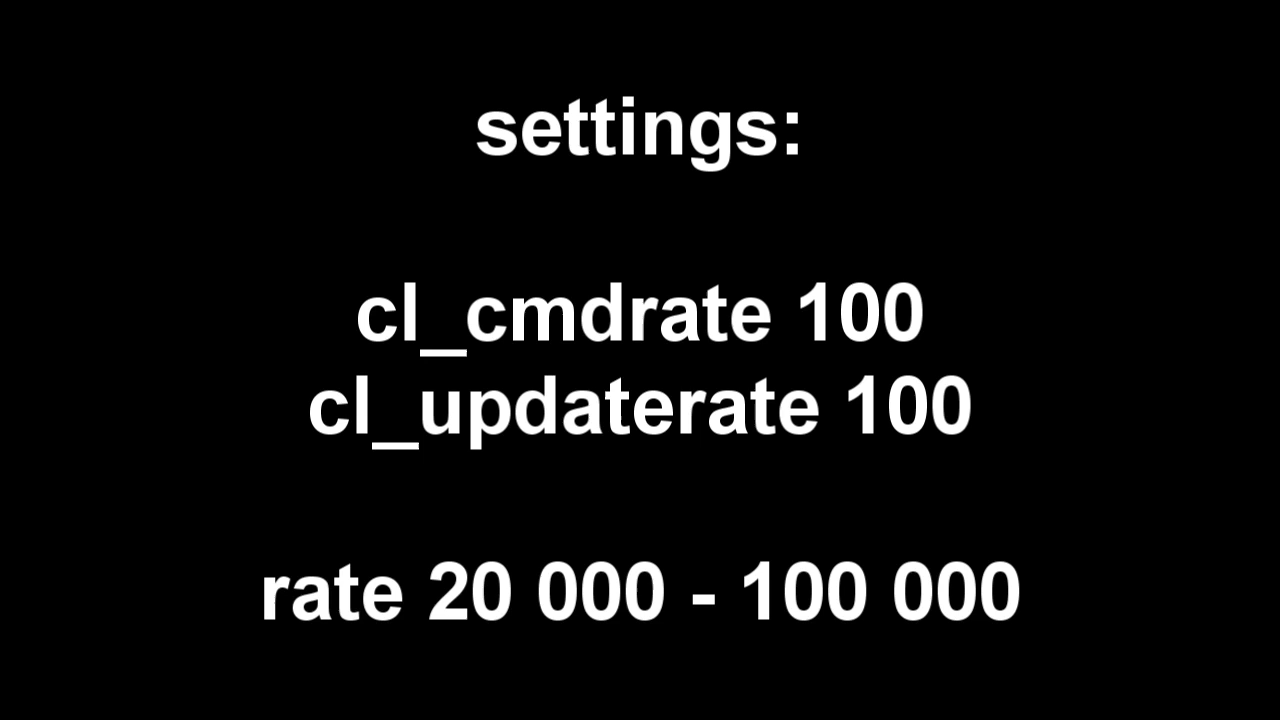 settings:
cl_cmdrate 100
cl_updaterate 100
rate 20 000 - 100 000